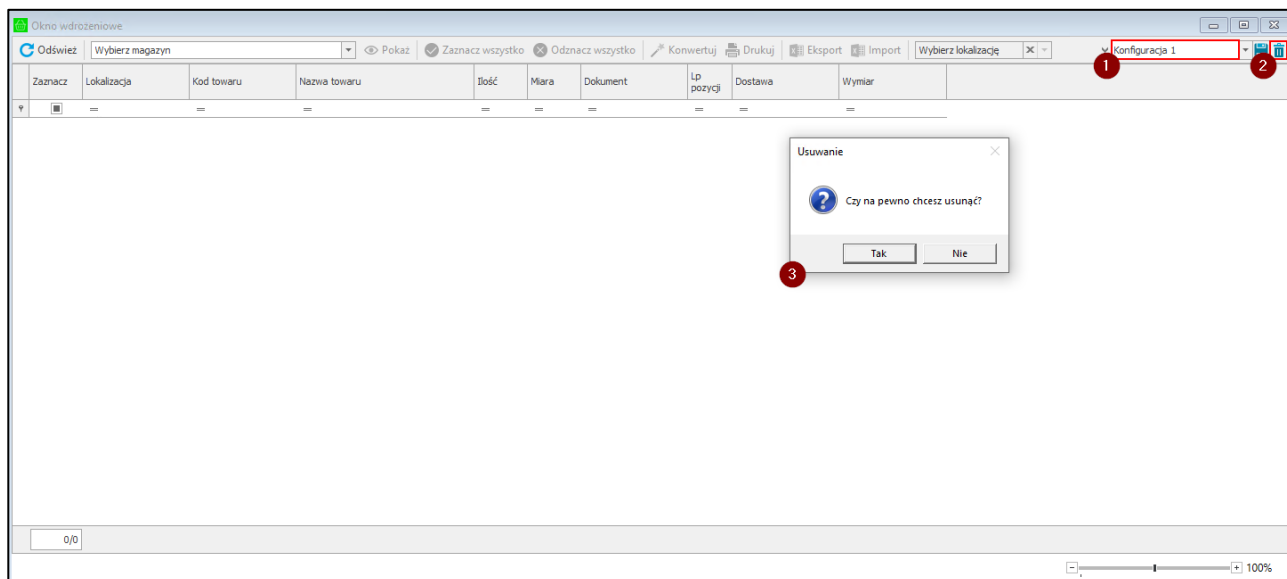 Okno wdrożeniowe
Odśwież Wybierz magazyn Pokaż Zaznacz wszystko Odznacz wszystko Konwertuj Drukuj Eksport Import Wybierz lokalizację Konfiguracja 1
1 2
Zaznacz Lokalizacja Kod towaru Nazwa towaru Ilość Miara Dokument Lp pozycji Dostawa Wymiar
= = = = = = = = =
Usuwanie
Czy na pewno chcesz usunąć?
Tak Nie
3
0/0
100%